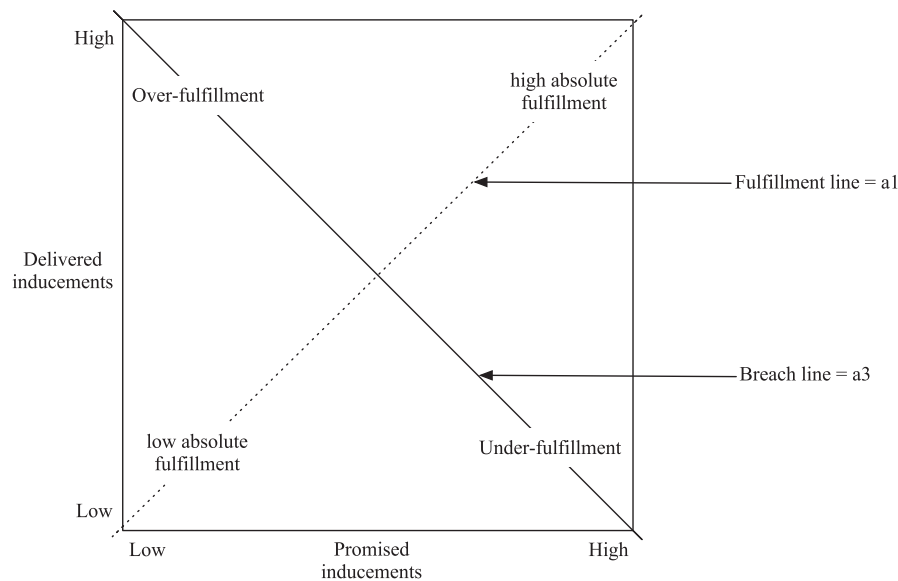 High
Over-fulfillment
high absolute
fulfillment
Fulfillment line = a1
Delivered
inducements
Breach line = a3
low absolute
fulfillment
Under-fulfillment
Low
Low
Promised
inducements
High